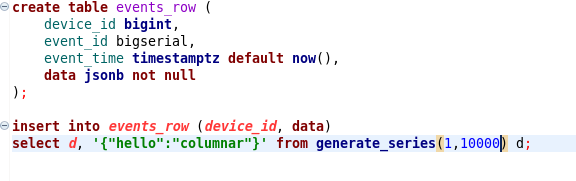 create table events_row (
    device_id bigint,
    event_id bigserial,
    event_time timestamptz default now(),
    data jsonb not null
);
insert into events_row (device_id, data)
select d, '{"hello":"columnar"}' from generate_series(1,10000) d;